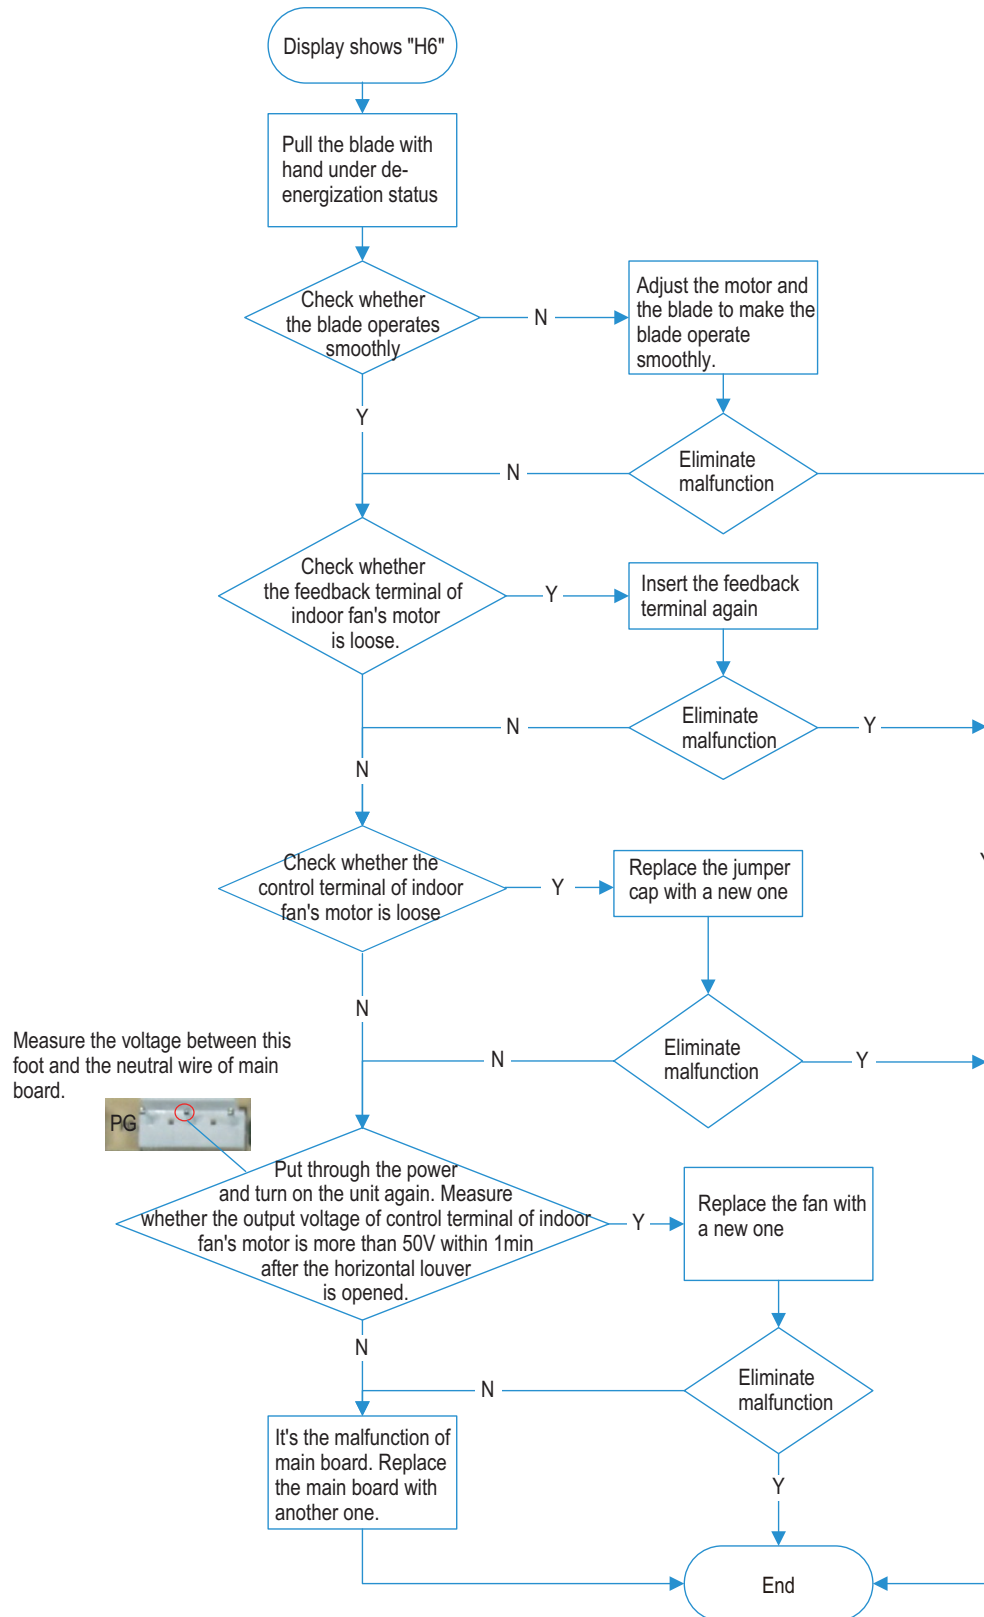 Display shows "H6"
Pull the blade with
hand under de-
energization status
Check whether
the blade operates
smoothly
N
Adjust the motor and
the blade to make the
blade operate
smoothly.
Y
N
Eliminate
malfunction
Check whether
the feedback terminal of
indoor fan's motor
is loose.
Y
Insert the feedback
terminal again
N
Eliminate
malfunction
Y
N
Check whether the
control terminal of indoor
fan's motor is loose
Y
Replace the jumper
cap with a new one
N
Measure the voltage between this
foot and the neutral wire of main
board.
N
Eliminate
malfunction
Y
PG
Put through the power
and turn on the unit again. Measure
whether the output voltage of control terminal of indoor
fan's motor is more than 50V within 1min
after the horizontal louver
is opened.
Y
Replace the fan with
a new one
N
N
Eliminate
malfunction
It's the malfunction of
main board. Replace
the main board with
another one.
Y
End